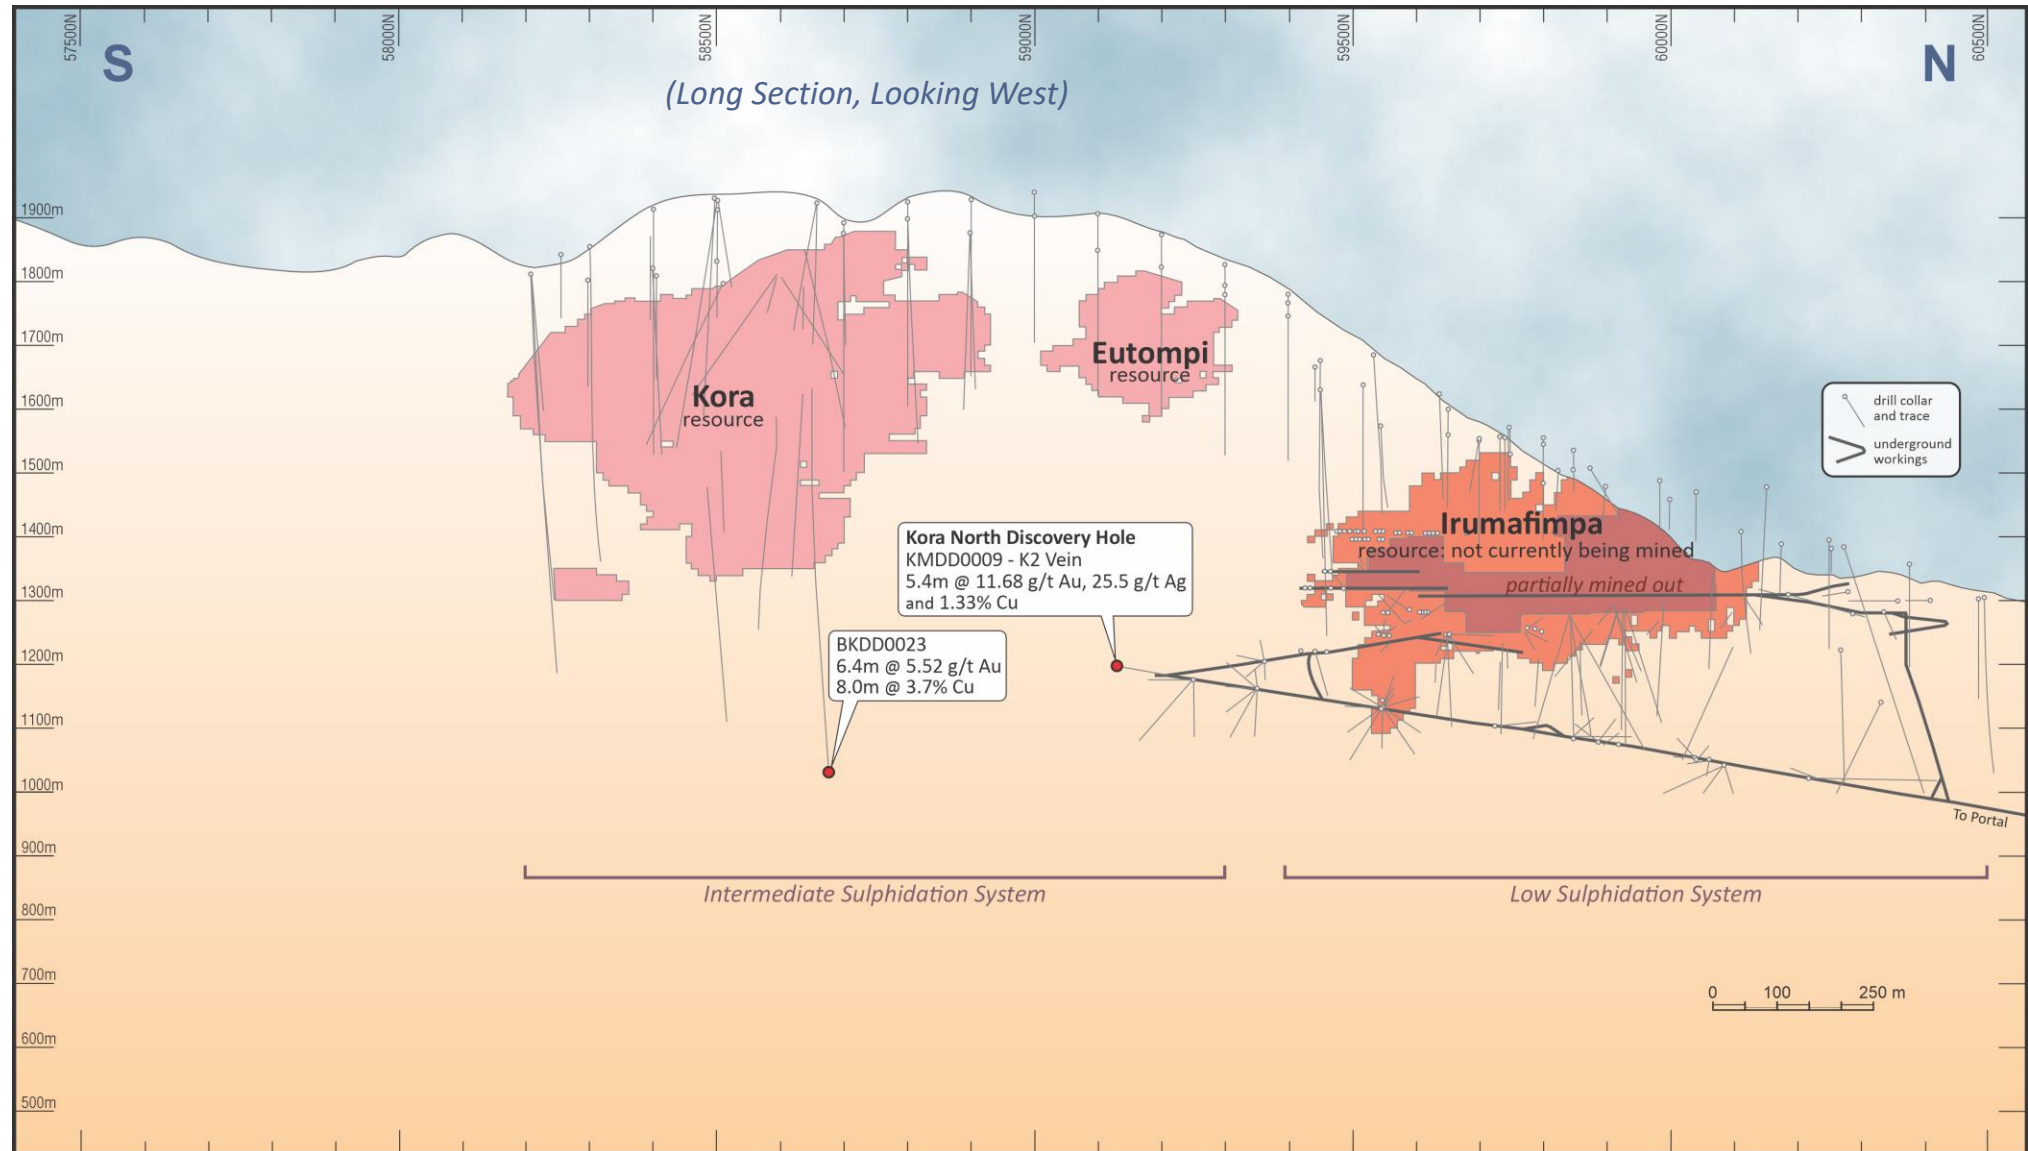 57500N
58000N
58500N
59000N
59500N
60000N
60500N
S
N
(Long Section, Looking West)
1900m
1800m
1700m
1600m
1500m
1400m
1300m
1200m
1100m
1000m
900m
800m
700m
600m
500m
Kora
resource
Eutompi
resource
drill collar
and trace
underground
workings
Irumafimpa
resource: not currently being mined
partially mined out
Kora North Discovery Hole
KMDD0009 - K2 Vein
5.4m @ 11.68 g/t Au, 25.5 g/t Ag
and 1.33% Cu
BKDD0023
6.4m @ 5.52 g/t Au
8.0m @ 3.7% Cu
To Portal
Intermediate Sulphidation System
Low Sulphidation System
0 100 250 m